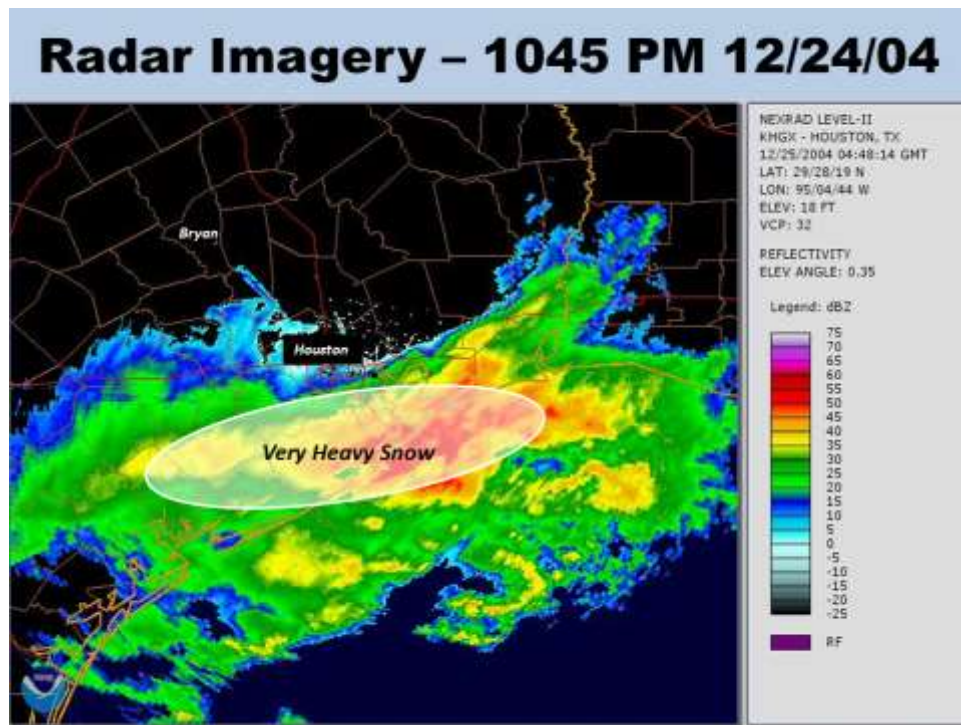 Radar Imagery – 1045 PM 12/24/04
NEXRAD LEVEL-II
KHGX - HOUSTON, TX
12/25/2004 04:48:14 GMT
LAT: 29/28/19 N
LON: 95/04/44 W
ELEV: 18 FT
VCP: 32
REFLECTIVITY
ELEV ANGLE: 0.35
Legend: dBZ
75
70
65
60
55
50
45
40
35
30
25
20
15
10
5
0
-5
-10
-15
-20
-25
RF
Bryan
Houston
Very Heavy Snow